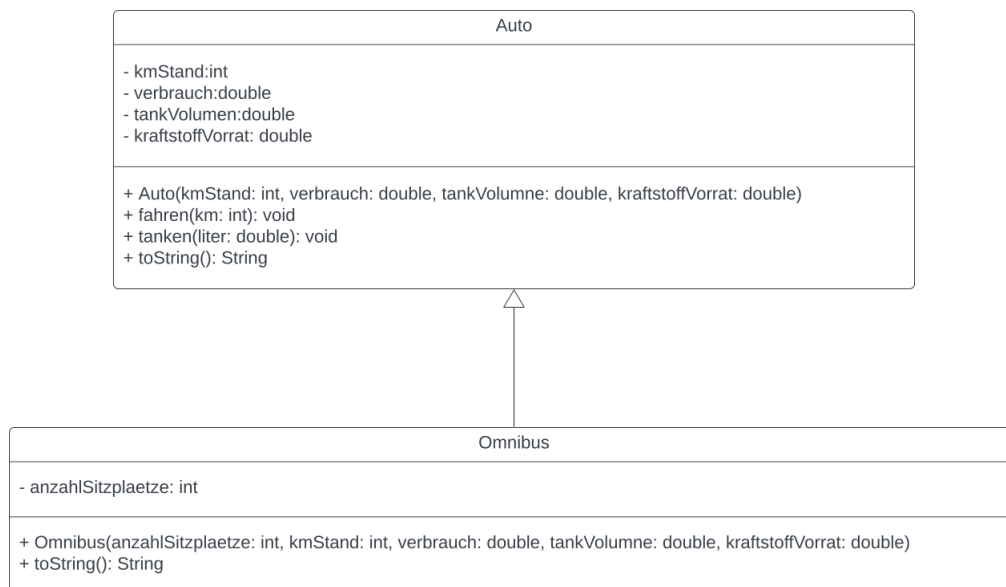 Auto
- kmStand:int
- verbrauch:double
- tankVolumen:double
- kraftstoffVorrat: double
+ Auto(kmStand: int, verbrauch: double, tankVolumne: double, kraftstoffVorrat: double)
+ fahren(km: int): void
+ tanken(liter: double): void
+ toString(): String
Omnibus
- anzahlSitzplaetze: int
+ Omnibus(anzahlSitzplaetze: int, kmStand: int, verbrauch: double, tankVolumne: double, kraftstoffVorrat: double)
+ toString(): String